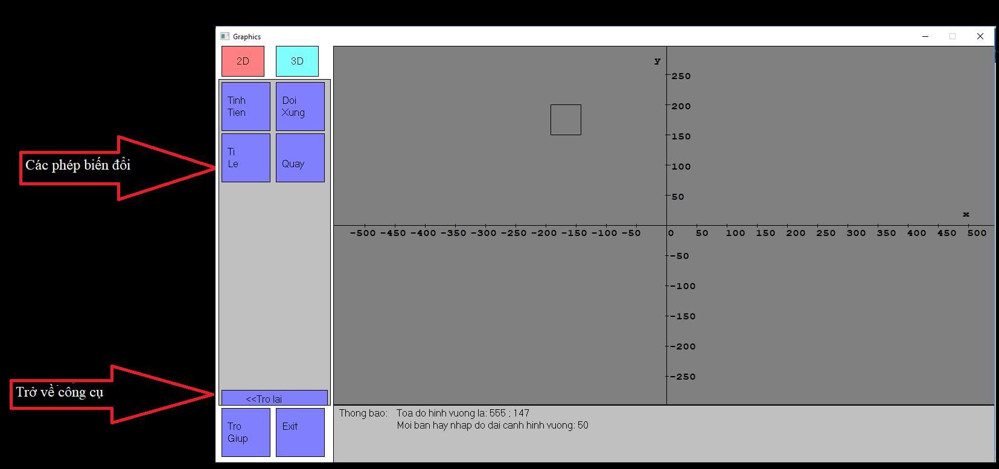 Graphics
2D 3D
Tinh
Tien
Doi
Xung
Ti
Le
Quay
Các phép biến đổi
Trở về công cụ
<<Tro lai
Tro
Giup
Exit
y
250
200
150
100
50
x
-500 -450 -400 -350 -300 -250 -200 -150 -100 -50 0 50 100 150 200 250 300 350 400 450 500
-50
-100
-150
-200
-250
Thong bao: Toa do hinh vuong la: 555 ; 147
Moi ban hay nhap do dai canh hinh vuong: 50